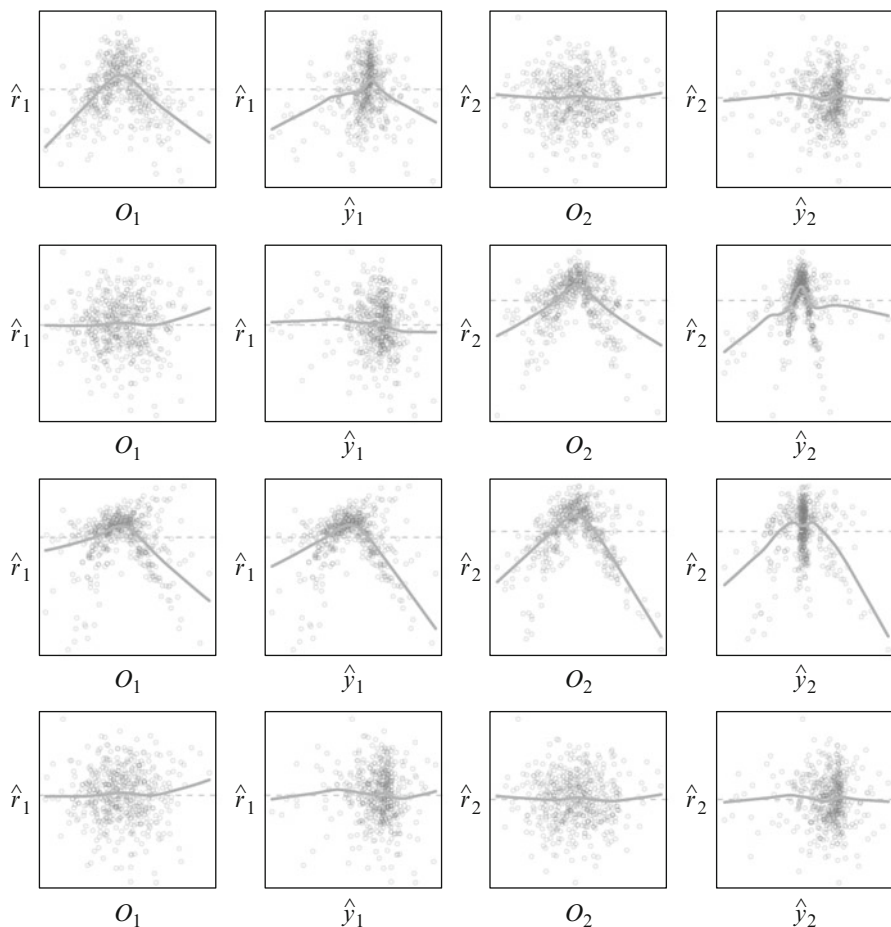 r̂₁ r̂₁ r̂₂ r̂₂
O₁ ŷ₁ O₂ ŷ₂
r̂₁ r̂₁ r̂₂ r̂₂
O₁ ŷ₁ O₂ ŷ₂
r̂₁ r̂₁ r̂₂ r̂₂
O₁ ŷ₁ O₂ ŷ₂
r̂₁ r̂₁ r̂₂ r̂₂
O₁ ŷ₁ O₂ ŷ₂